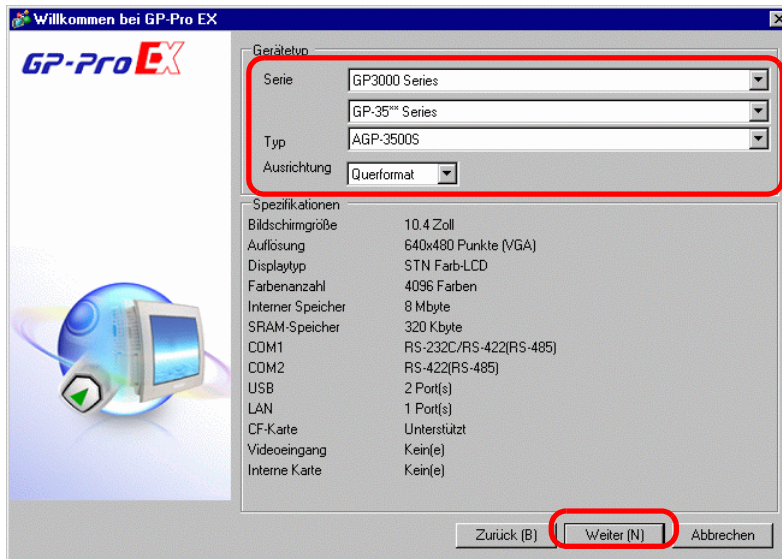 Willkommen bei GP-Pro EX
GP-Pro EX
Gerätetyp
Serie GP3000 Series
GP-35** Series
Typ AGP-3500S
Ausrichtung Querformat
Spezifikationen
Bildschirmgröße 10.4 Zoll
Auflösung 640x480 Punkte (VGA)
Displaytyp STN Farb-LCD
Farbenanzahl 4096 Farben
Interner Speicher 8 Mbyte
SRAM-Speicher 320 Kbyte
COM1 RS-232C/RS-422(RS-485)
COM2 RS-422(RS-485)
USB 2 Port(s)
LAN 1 Port(s)
CF-Karte Unterstützt
Videoeingang Kein(e)
Interne Karte Kein(e)
Zurück (B) Weiter (N) Abbrechen